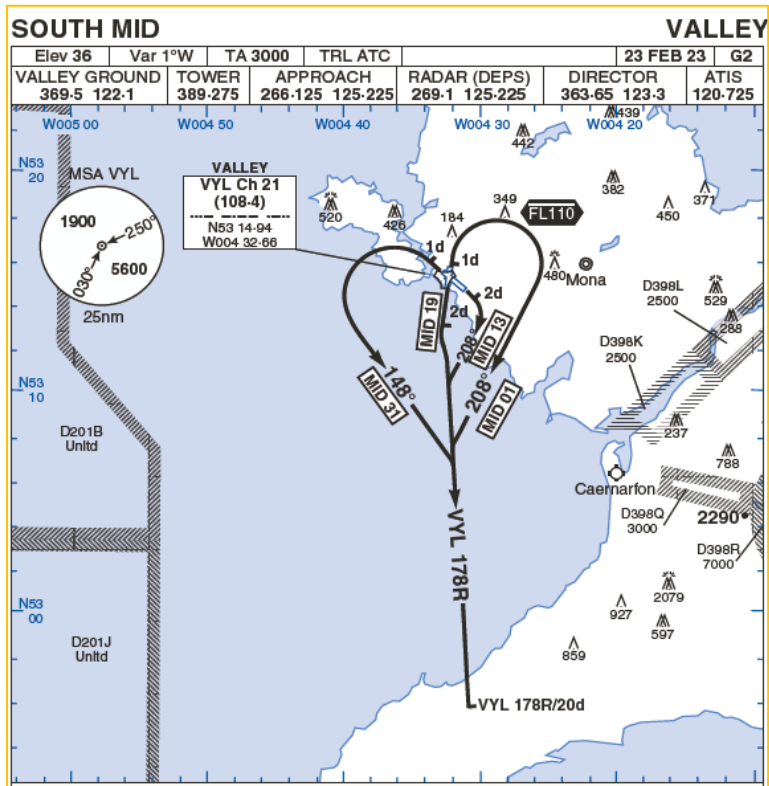 SOUTH MID VALLEY
Elev 36 Var 1°W TA 3000 TRL ATC 23 FEB 23 G2
VALLEY GROUND TOWER APPROACH RADAR (DEPS) DIRECTOR ATIS
369·5 122·1 389·275 266·125 125·225 269·1 125·225 363·65 123·3 120·725
W005 00 W004 50 W004 40 W004 30 W004 20
439
442
N53
20
MSA VYL
1900
250°
030°
5600
25nm
VALLEY
VYL Ch 21
(108·4)
N53 14·94
W004 32·66
520
426
184
349
FL110
382
450
371
480
Mona
1d
1d
2d
2d
D398L
2500
529
288
MID 19
208°
MID 13
D398K
2500
N53
10
148°
MID 31
208°
MID 01
237
D201B
Unltd
788
Caernarfon
D398Q
3000
2290
D398R
7000
VYL 178R
N53
00
2079
927
597
D201J
Unltd
859
VYL 178R/20d